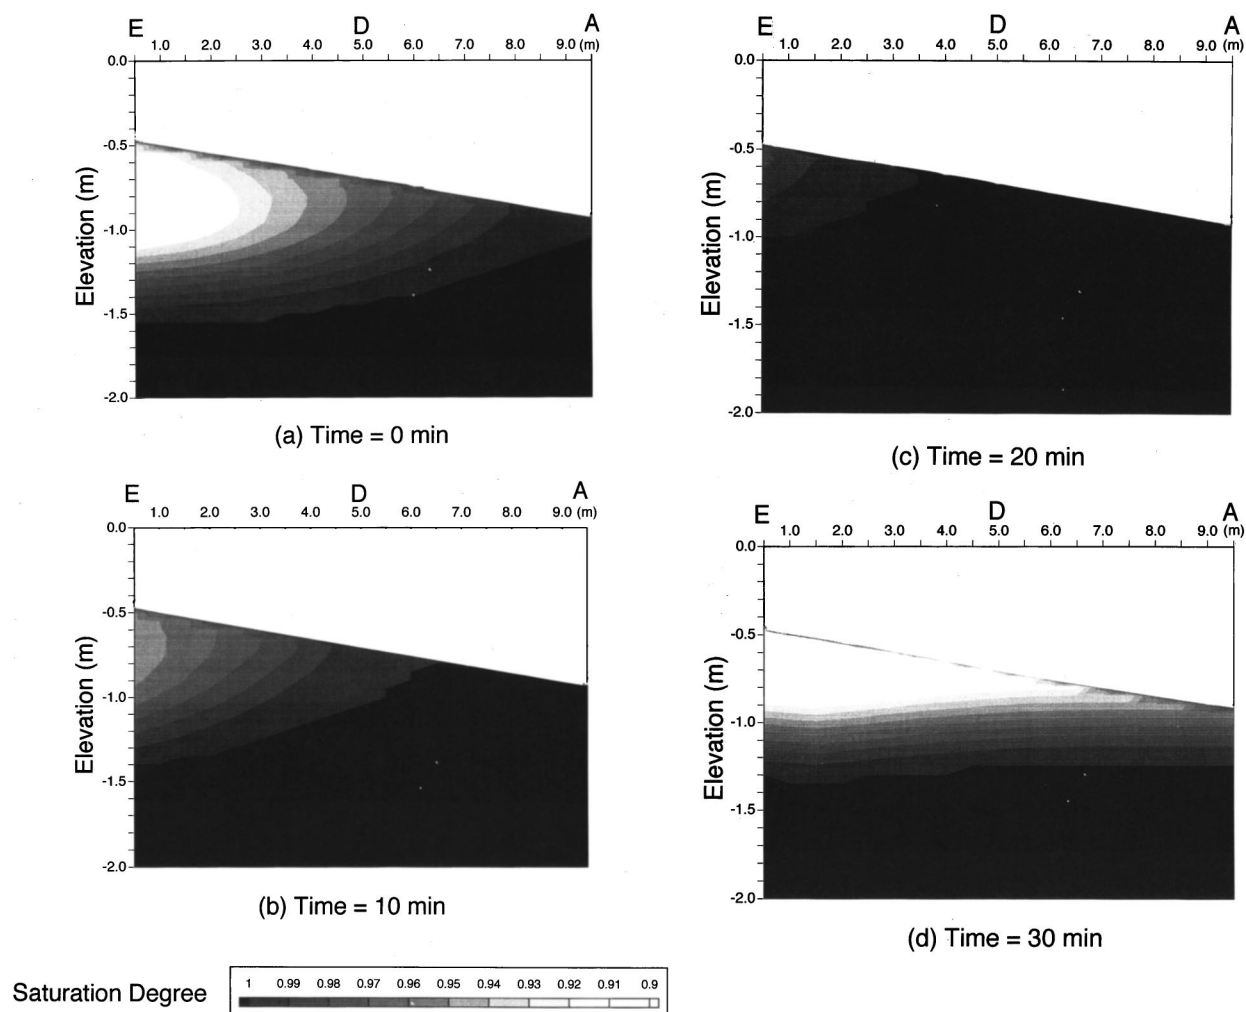 E D A
1.0 2.0 3.0 4.0 5.0 6.0 7.0 8.0 9.0 (m)
0.0
-0.5
-1.0
-1.5
-2.0
Elevation (m)
(a) Time = 0 min
E D A
1.0 2.0 3.0 4.0 5.0 6.0 7.0 8.0 9.0 (m)
0.0
-0.5
-1.0
-1.5
-2.0
Elevation (m)
(b) Time = 10 min
E D A
1.0 2.0 3.0 4.0 5.0 6.0 7.0 8.0 9.0 (m)
0.0
-0.5
-1.0
-1.5
-2.0
Elevation (m)
(c) Time = 20 min
E D A
1.0 2.0 3.0 4.0 5.0 6.0 7.0 8.0 9.0 (m)
0.0
-0.5
-1.0
-1.5
-2.0
Elevation (m)
(d) Time = 30 min
Saturation Degree
1 0.99 0.98 0.97 0.96 0.95 0.94 0.93 0.92 0.91 0.9